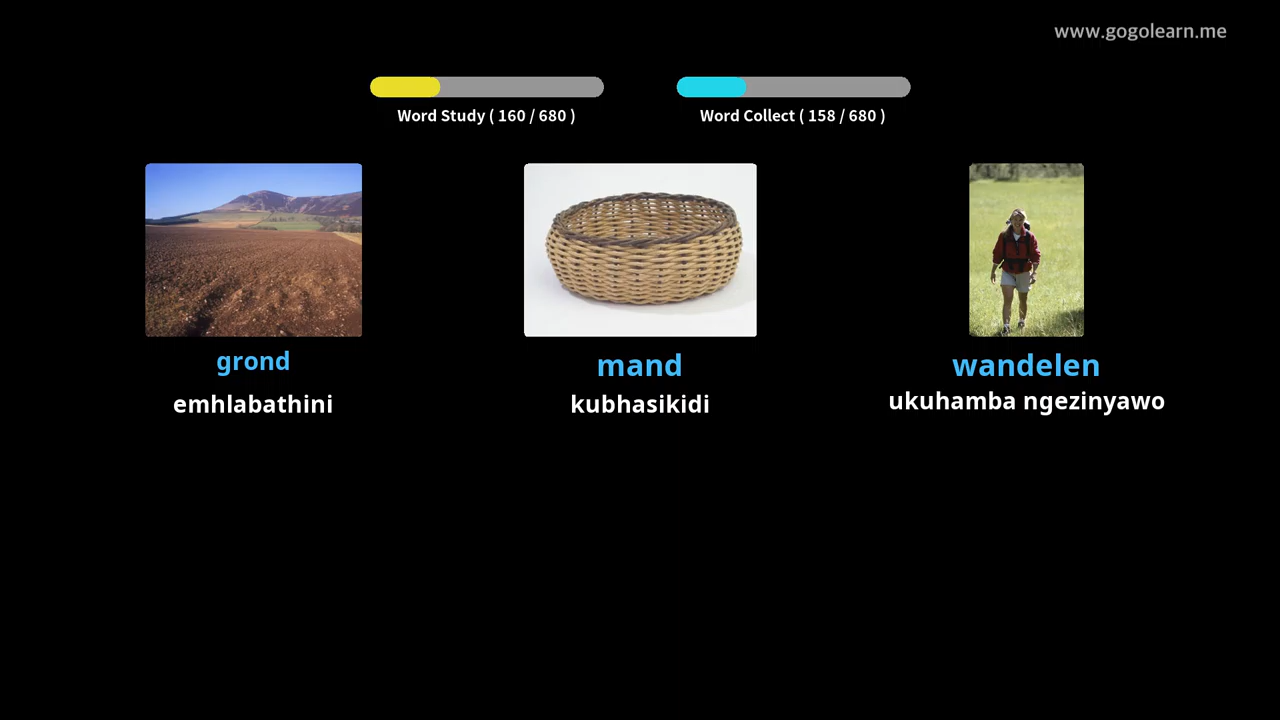 www.gogolearn.me
Word Study ( 160 / 680 )
Word Collect ( 158 / 680 )
grond
mand
wandelen
emhlabathini
kubhasikidi
ukuhamba ngezinyawo